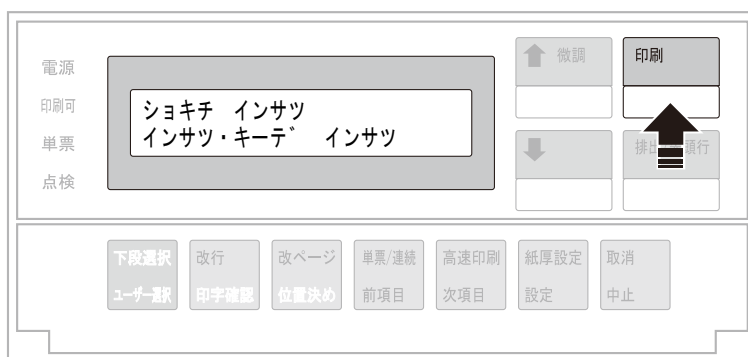 電源
印刷可
単票
点検
ショキチ インサツ
インサツ・キーデ インサツ
微調
印刷
排出 頭行
下段選択 改行 改ページ 単票/連続 高速印刷 紙厚設定 取消
ユーザー選択 印字確認 位置決め 前項目 次項目 設定 中止